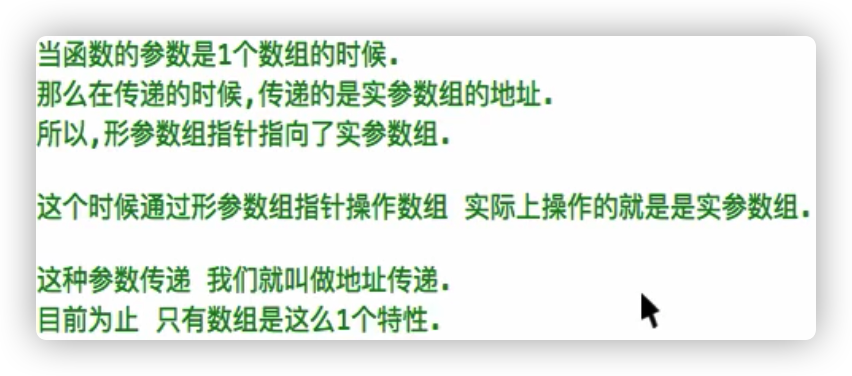 当函数的参数是1个数组的时候.
那么在传递的时候,传递的是实参数组的地址.
所以,形参数组指针指向了实参数组.
这个时候通过形参数组指针操作数组 实际上操作的就是是实参数组.
这种参数传递 我们就叫做地址传递.
目前为止 只有数组是这么1个特性.